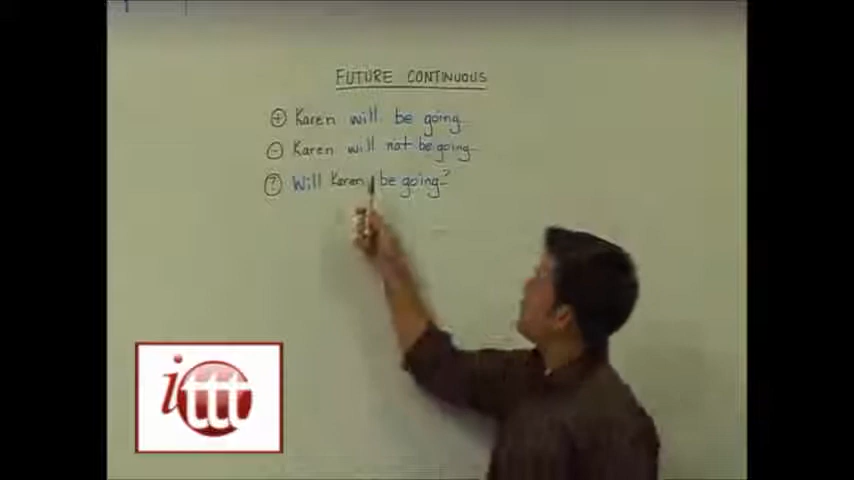 FUTURE CONTINUOUS
+ Karen will be going
- Karen will not be going
? Will Karen be going?
ittt